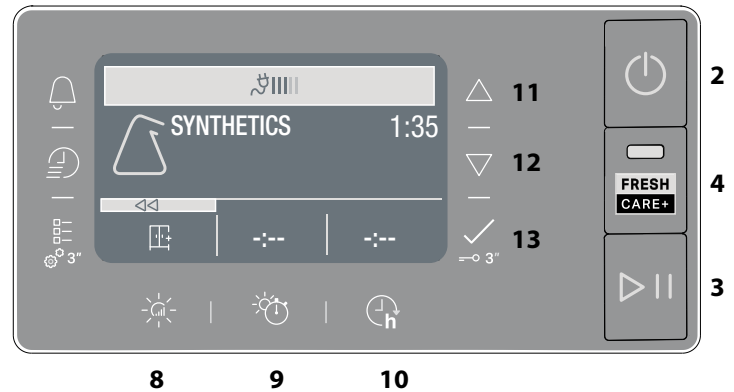 2
11
SYNTHETICS 1:35
12
4
FRESH
CARE+
-:-- -:--
13
3" 3"
3
h
8 9 10